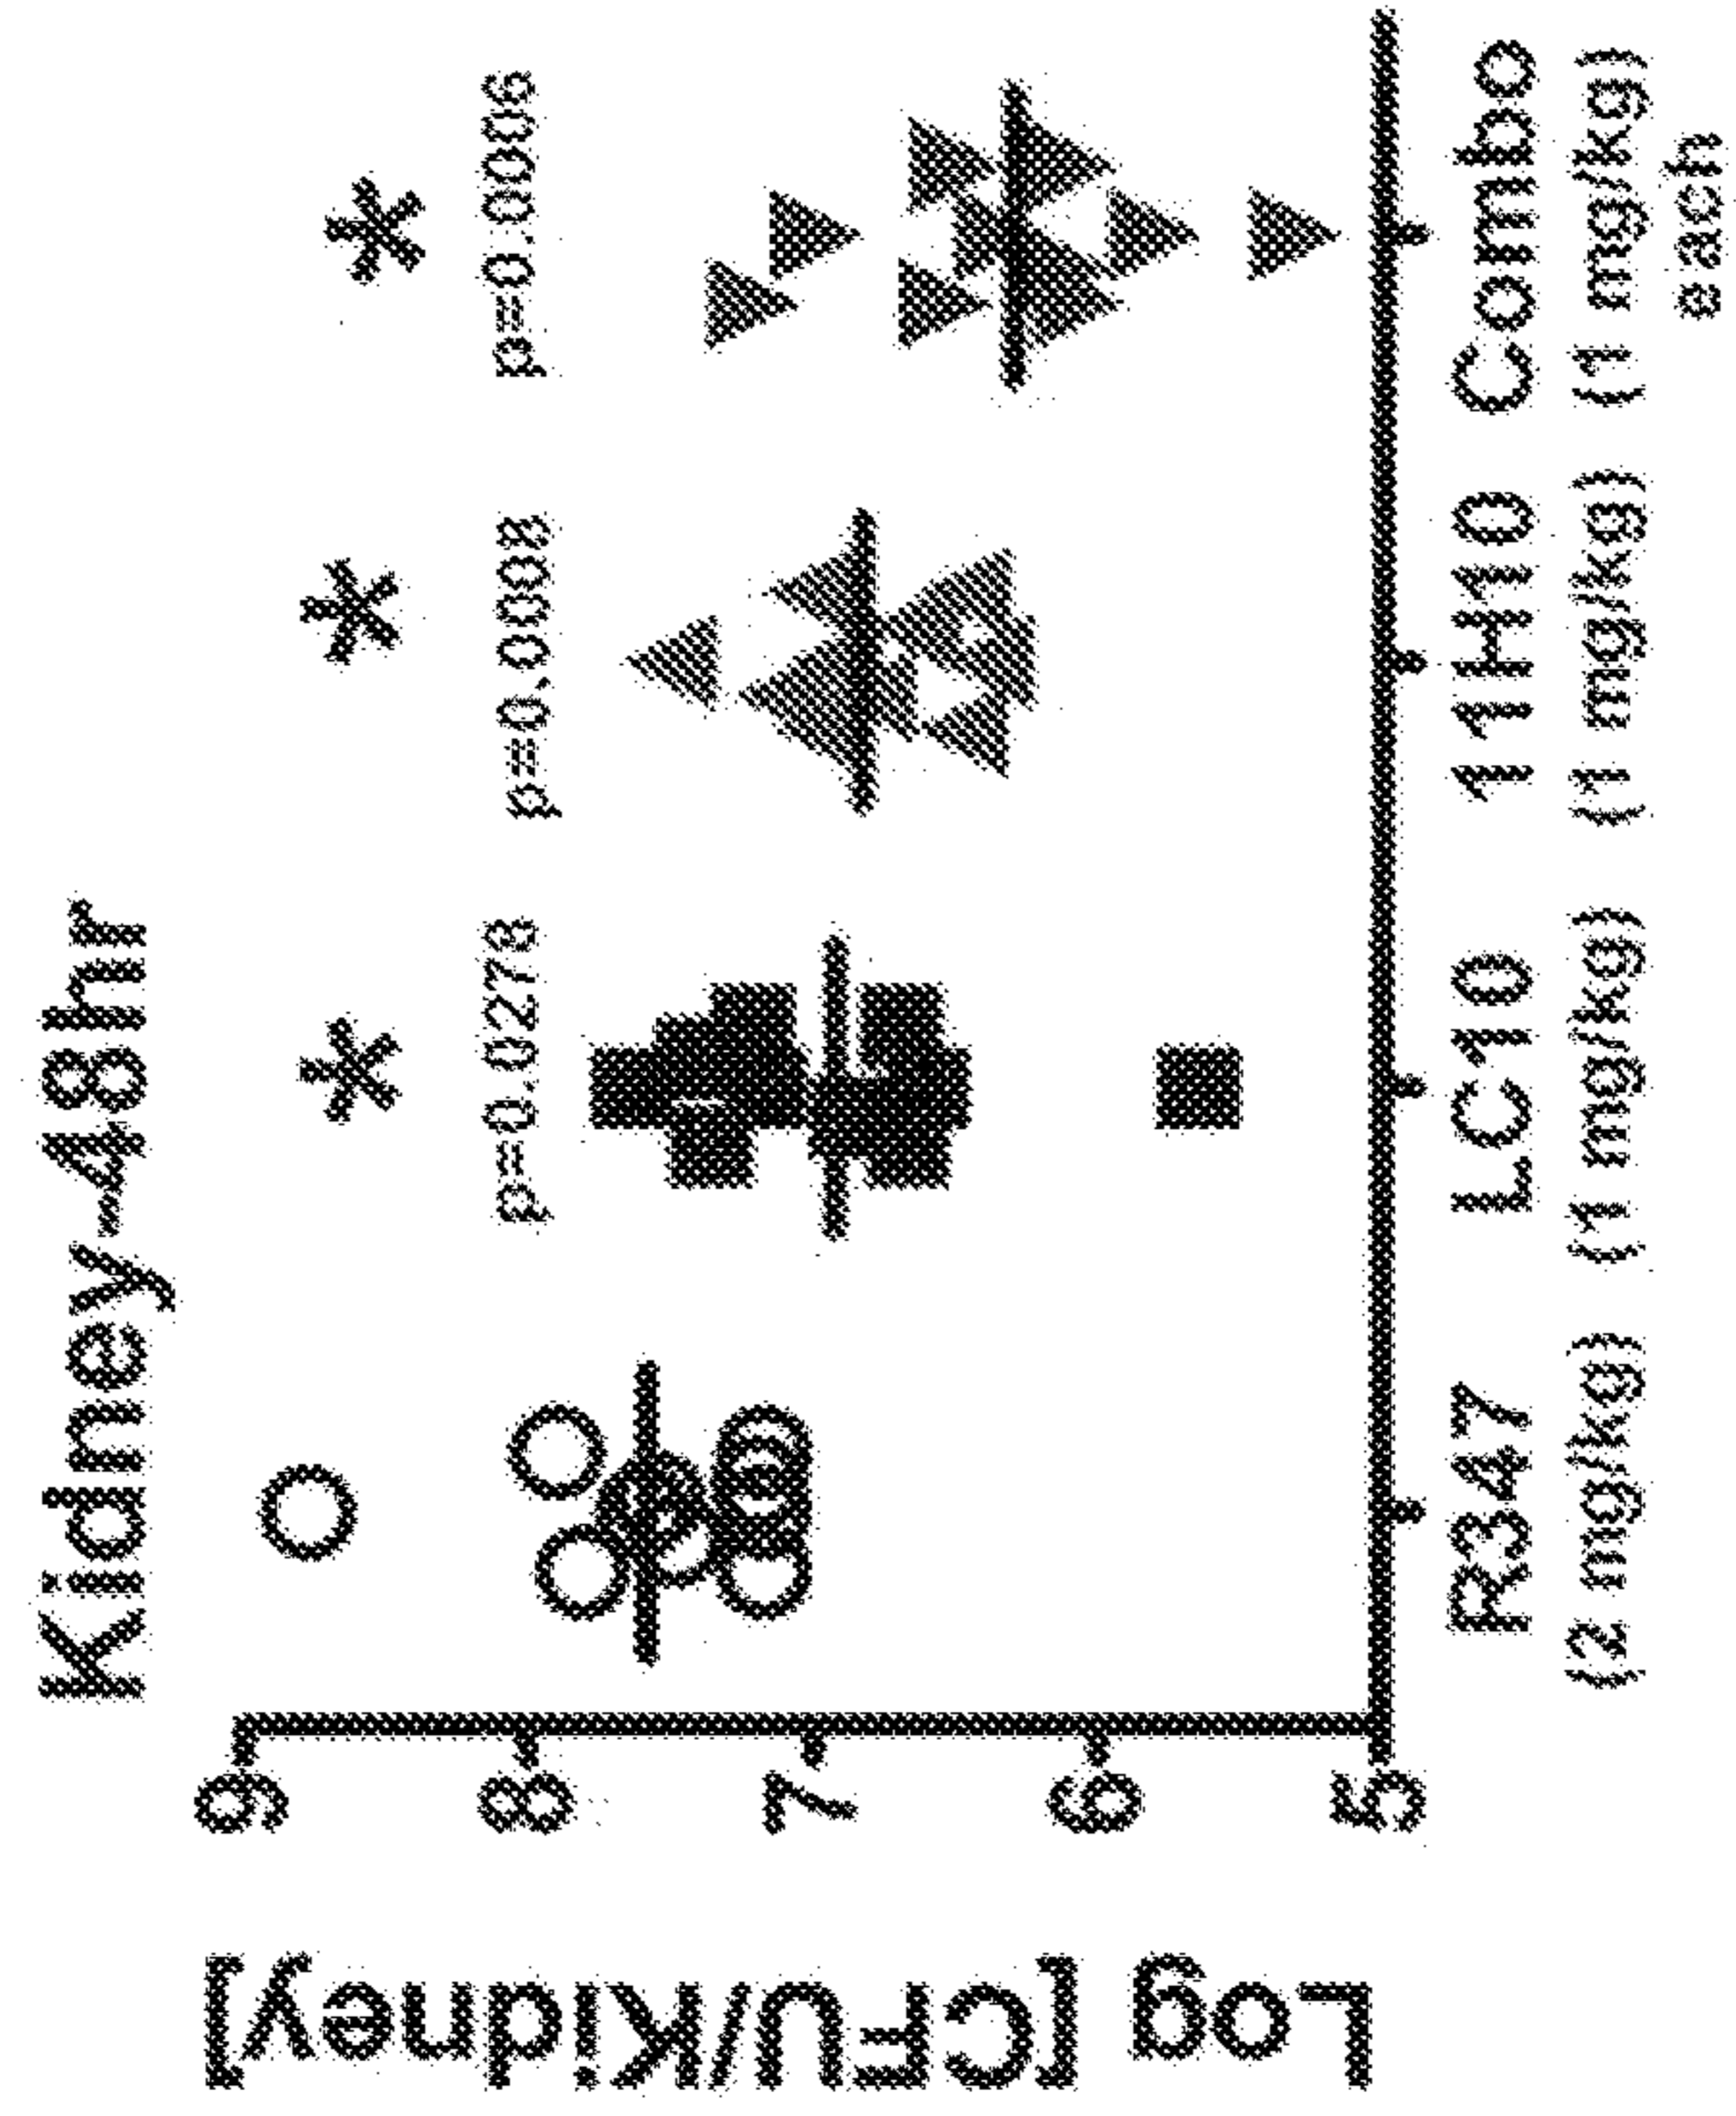 Kidney-48hr
Log [CFU/Kidney]
9
8
7
6
5
*
*
*
p=0.0278
p=0.0008
p=0.0006
R347
LC10
11H10
Combo
(2 mg/kg)
(1 mg/kg)
(1 mg/kg)
(1 mg/kg)
each